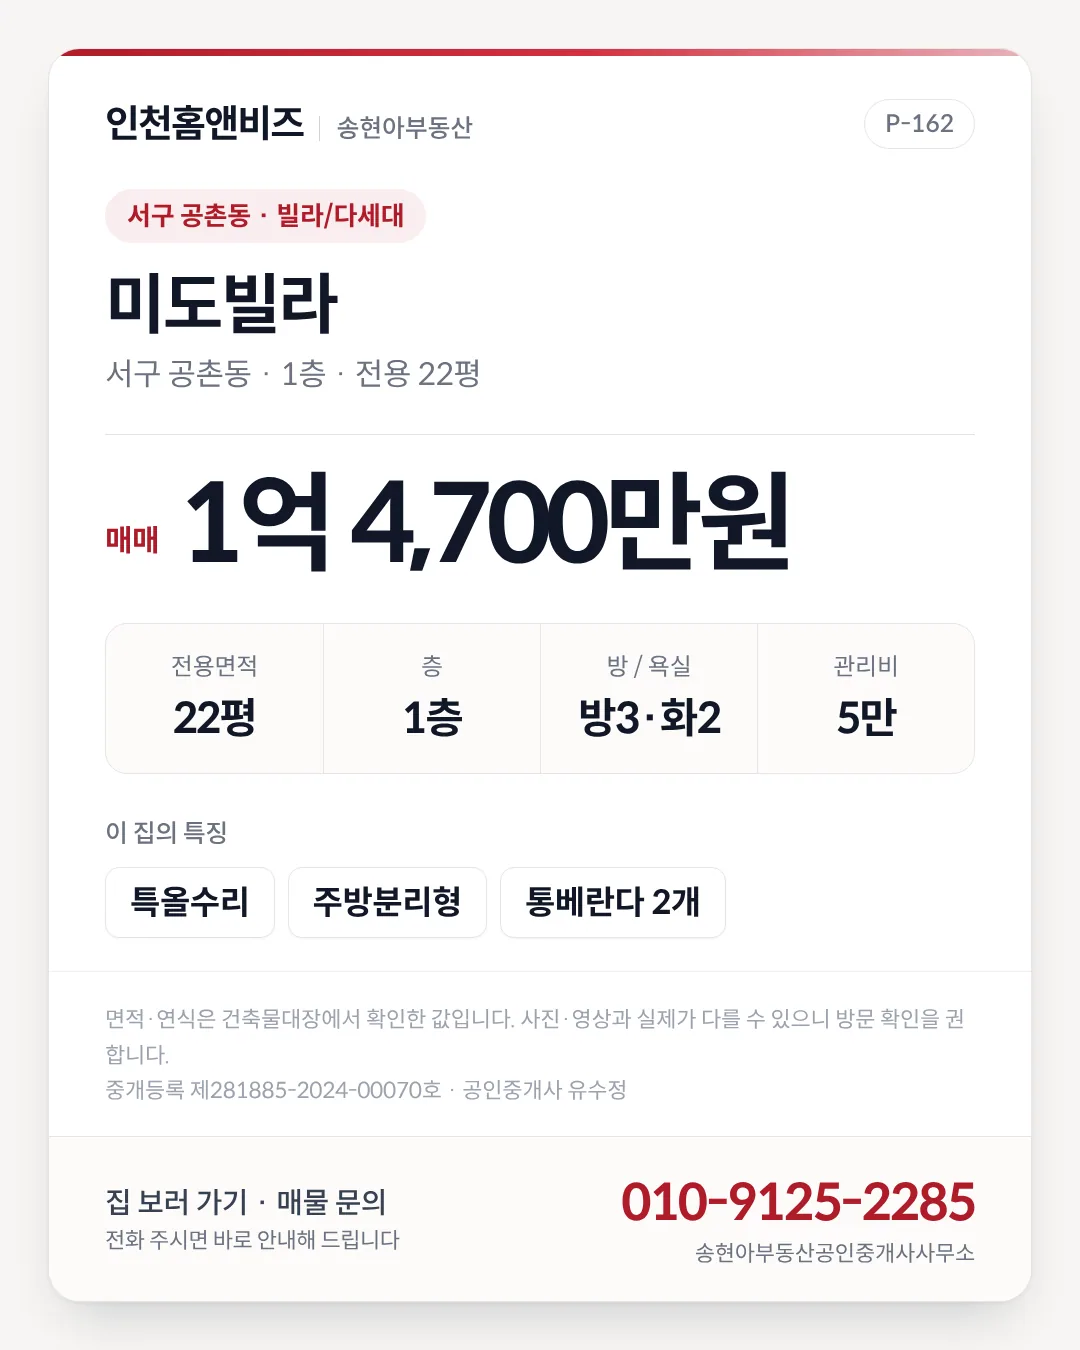 인천홈앤비즈 | 송현아부동산
P-162
서구 공촌동 · 빌라/다세대
미도빌라
서구 공촌동 · 1층 · 전용 22평
매매 1억 4,700만원
전용면적 층 방 / 욕실 관리비
22평 1층 방3·화2 5만
이 집의 특징
특올수리 주방분리형 통베란다 2개
면적·연식은 건축물대장에서 확인한 값입니다. 사진·영상과 실제가 다를 수 있으니 방문 확인을 권
합니다.
중개등록 제281885-2024-00070호 · 공인중개사 유수정
집 보러 가기 · 매물 문의
전화 주시면 바로 안내해 드립니다
010-9125-2285
송현아부동산공인중개사사무소